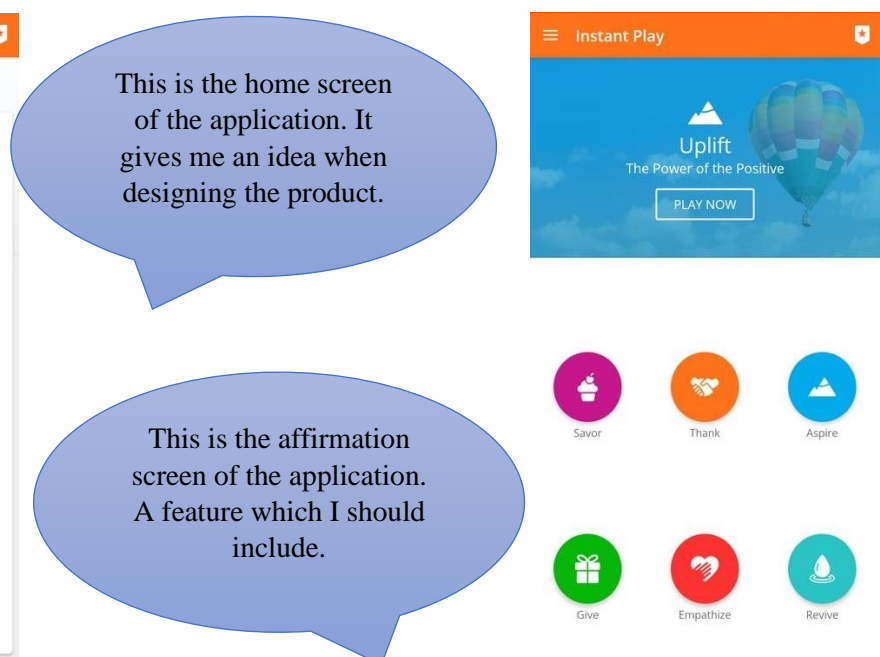 This is the home screen
of the application. It
gives me an idea when
designing the product.
This is the affirmation
screen of the application.
A feature which I should
include.
Instant Play
Uplift
The Power of the Positive
PLAY NOW
Savor
Thank
Aspire
Give
Empathize
Revive